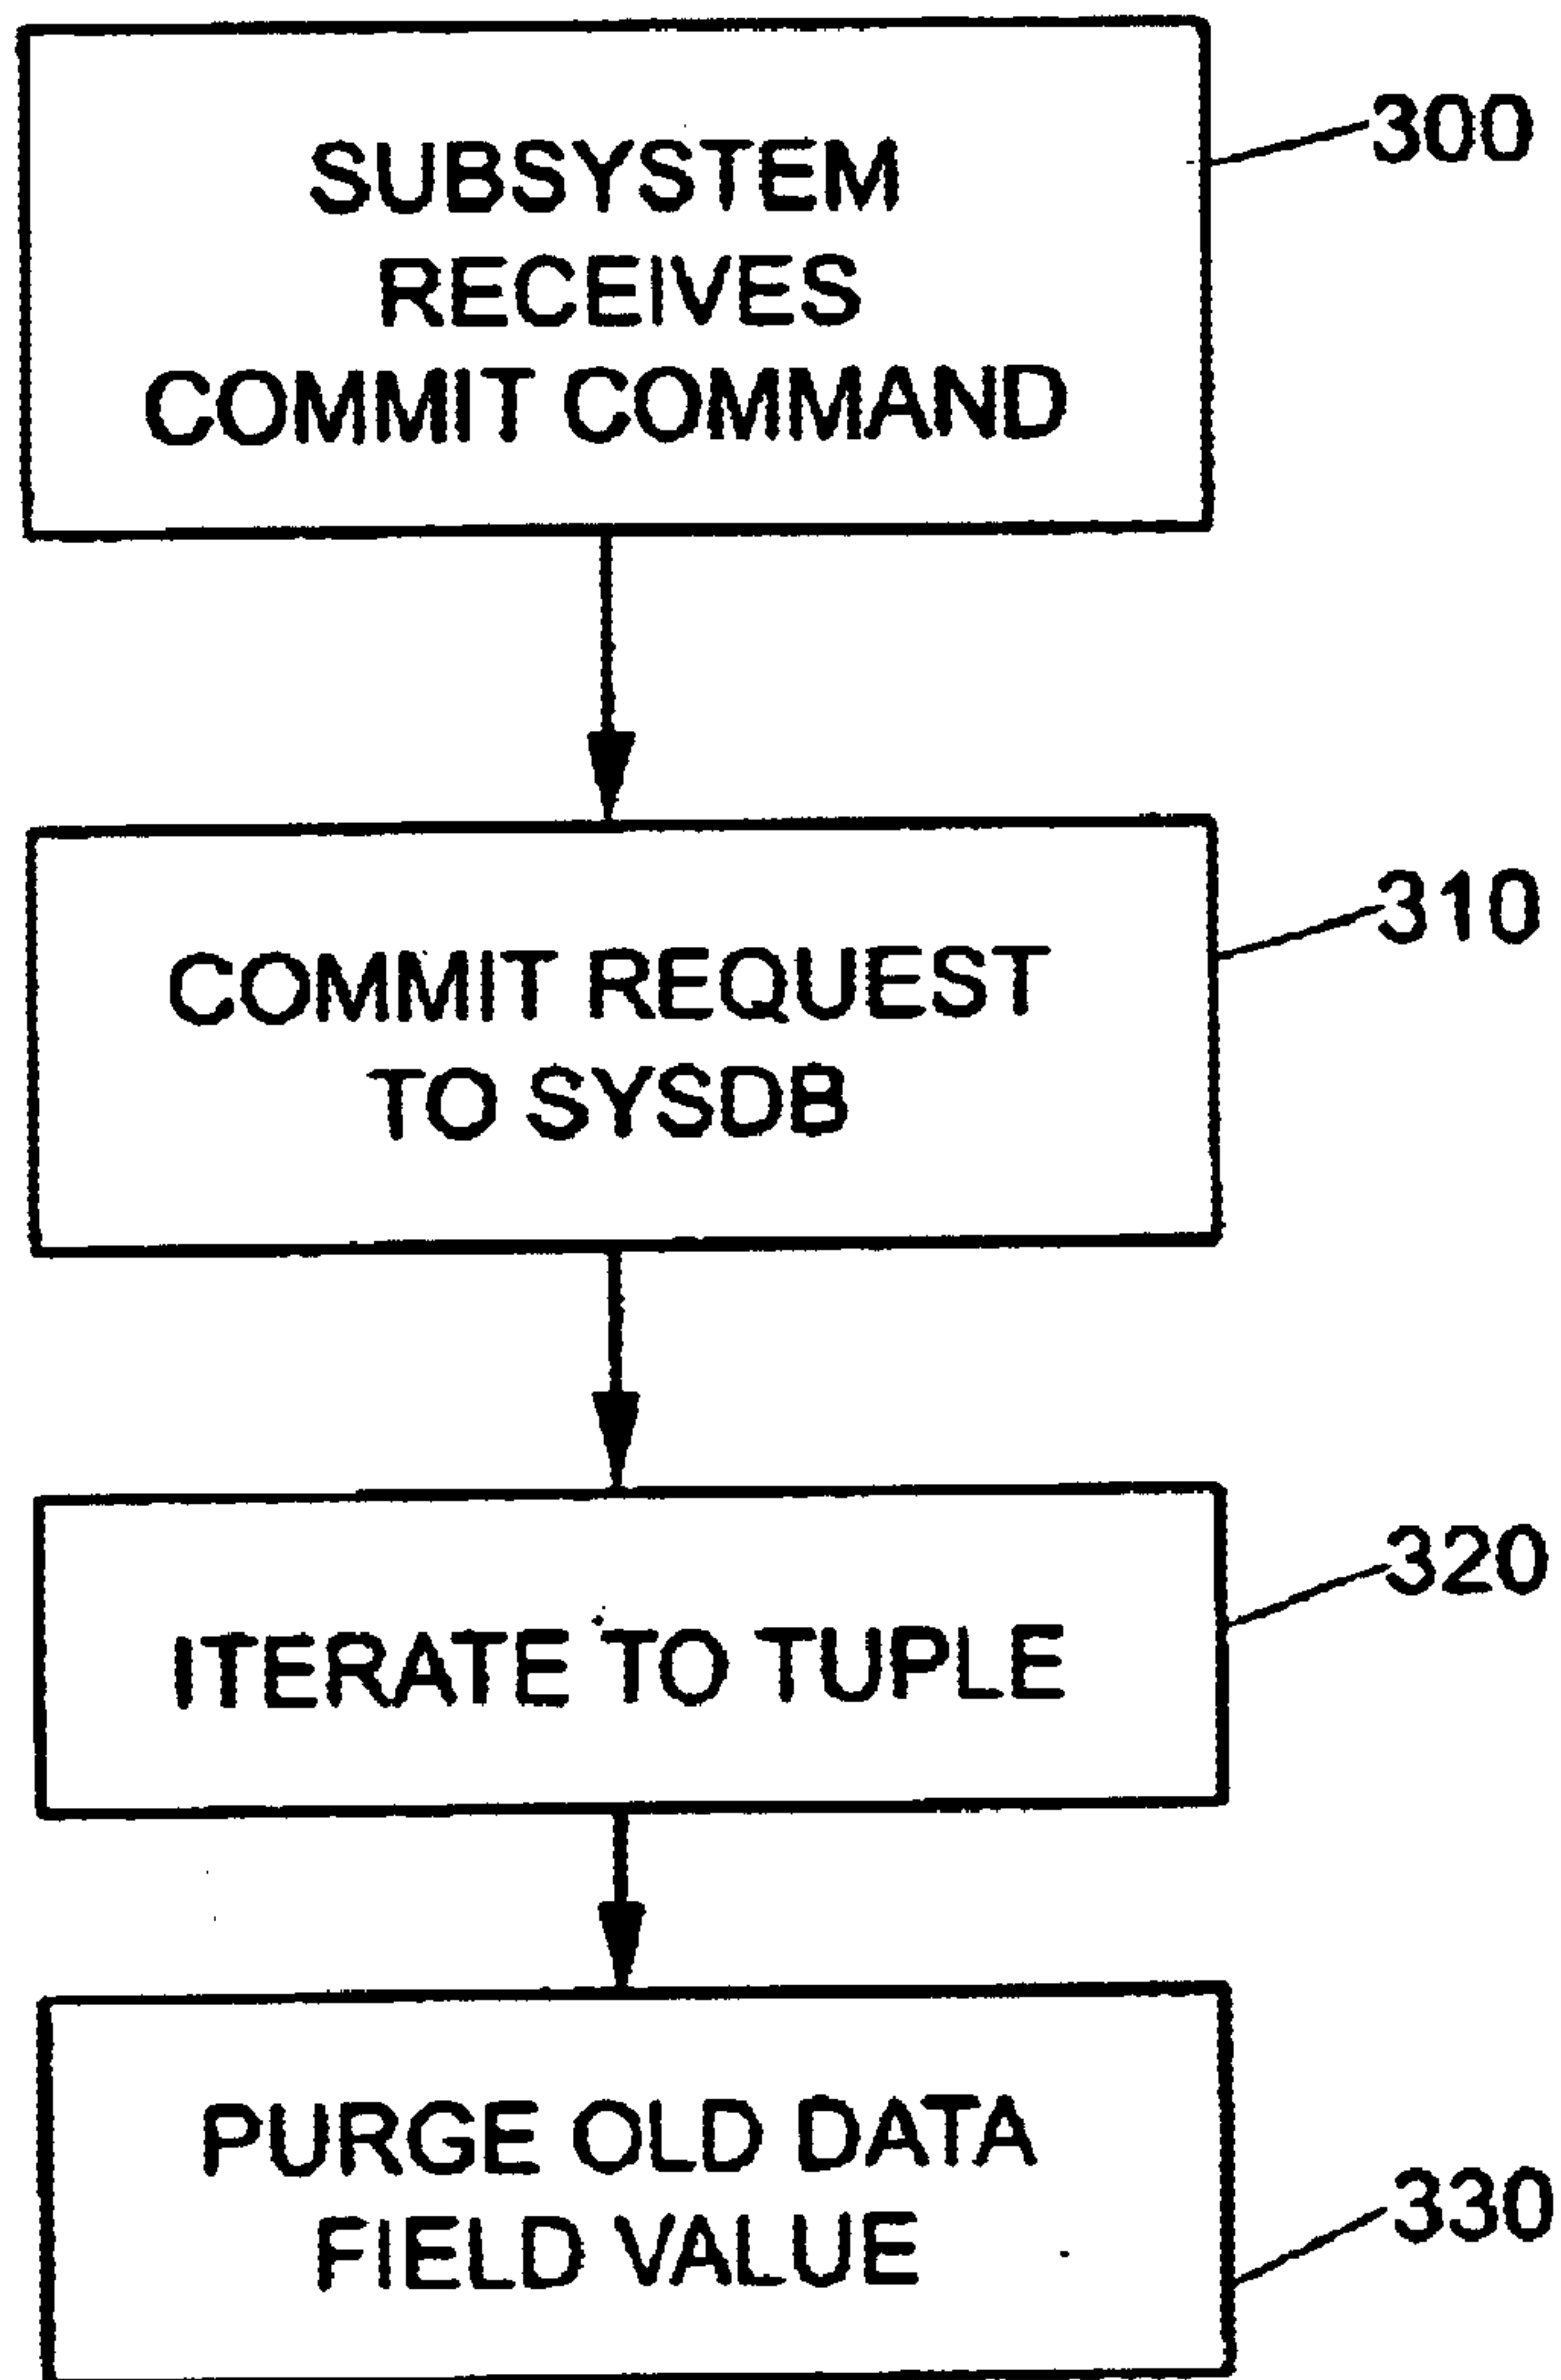 SUBSYSTEM
RECEIVES
COMMIT COMMAND
300
COMMIT REQUEST
TO SYSDB
310
ITERATE TO TUPLE
320
PURGE OLD DATA
FIELD VALUE
330